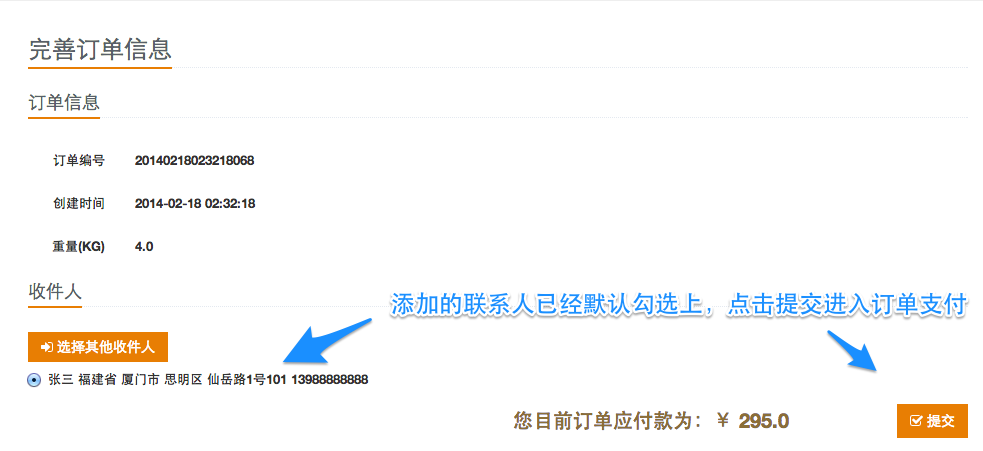 完善订单信息
订单信息
订单编号 20140218023218068
创建时间 2014-02-18 02:32:18
重量(KG) 4.0
收件人
添加的联系人已经默认勾选上，点击提交进入订单支付
选择其他收件人
张三 福建省 厦门市 思明区 仙岳路1号101 13988888888
您目前订单应付款为：￥ 295.0
提交